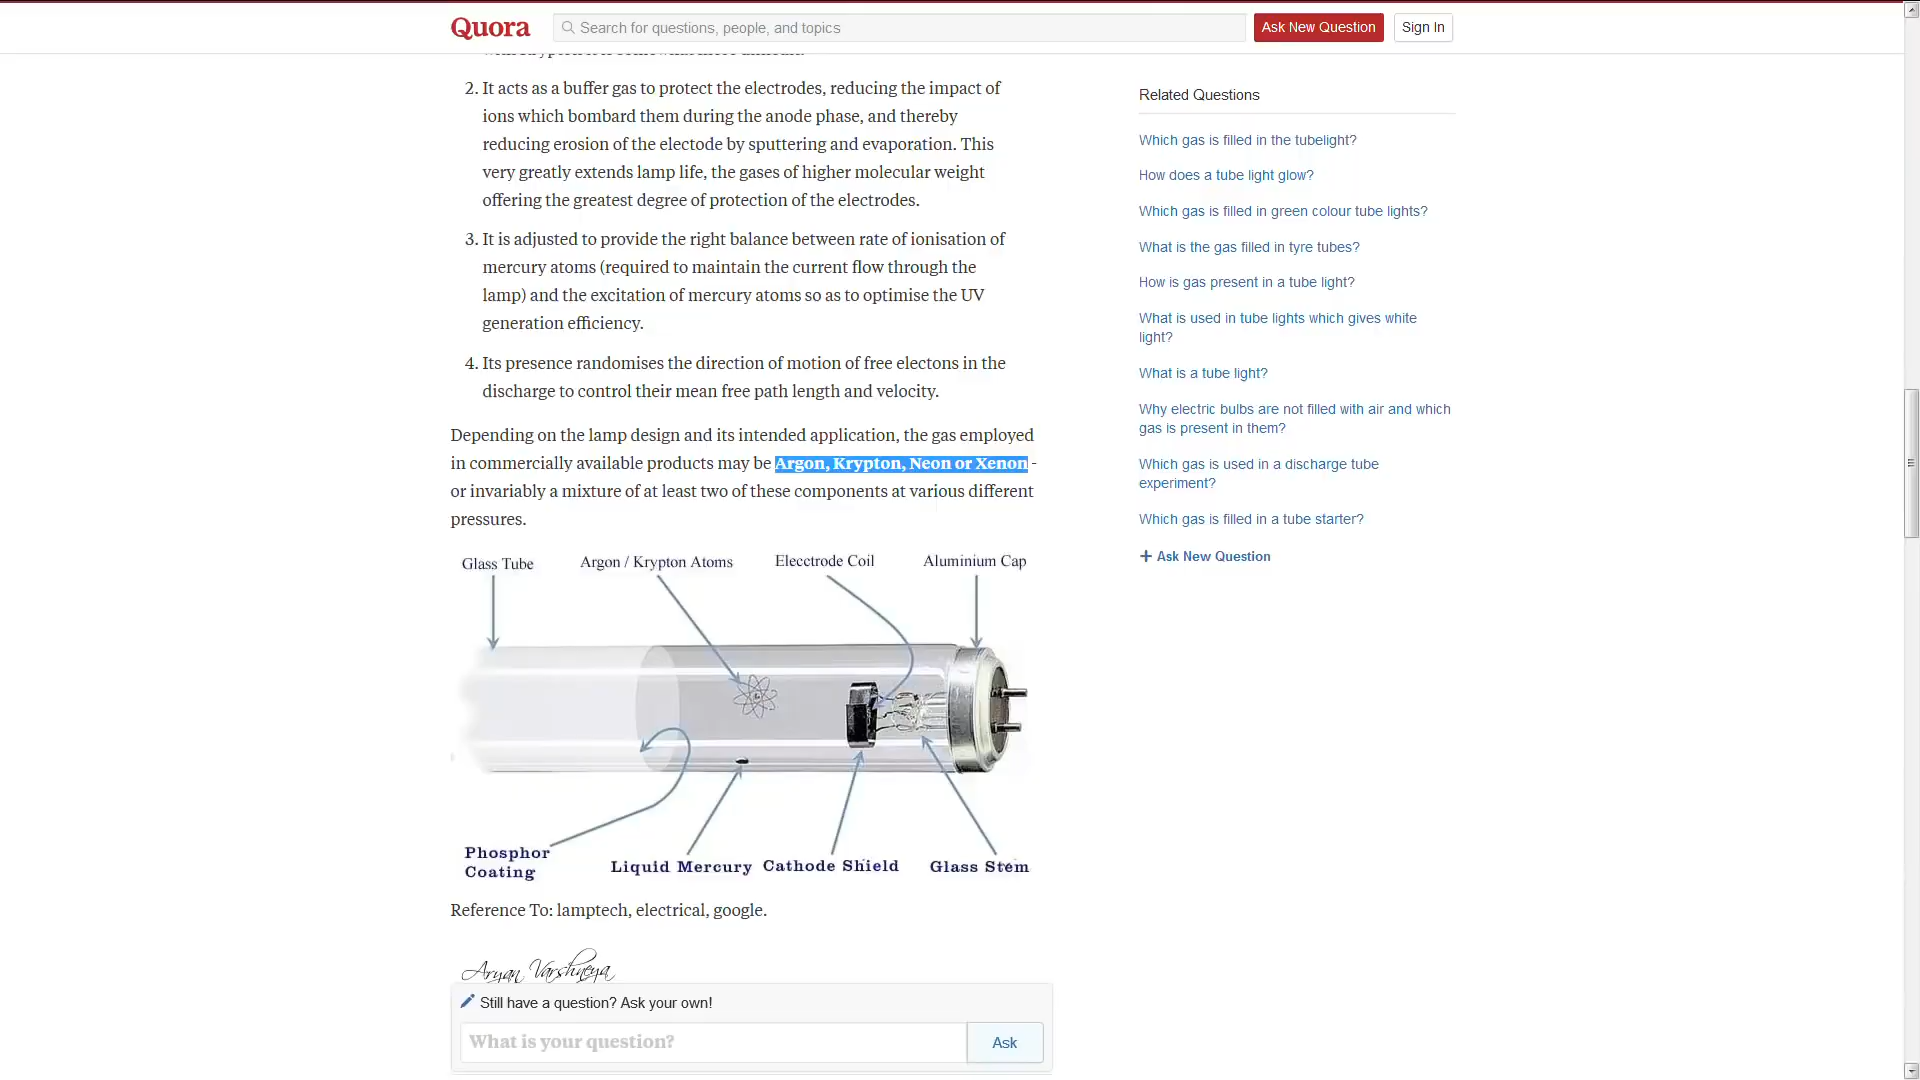 Quora
Search for questions, people, and topics
Ask New Question
Sign In
2. It acts as a buffer gas to protect the electrodes, reducing the impact of
ions which bombard them during the anode phase, and thereby
reducing erosion of the electode by sputtering and evaporation. This
very greatly extends lamp life, the gases of higher molecular weight
offering the greatest degree of protection of the electrodes.
3. It is adjusted to provide the right balance between rate of ionisation of
mercury atoms (required to maintain the current flow through the
lamp) and the excitation of mercury atoms so as to optimise the UV
generation efficiency.
4. Its presence randomises the direction of motion of free electons in the
discharge to control their mean free path length and velocity.
Depending on the lamp design and its intended application, the gas employed
in commercially available products may be Argon, Krypton, Neon or Xenon -
or invariably a mixture of at least two of these components at various different
pressures.
Glass Tube
Argon / Krypton Atoms
Elecctrode Coil
Aluminium Cap
Phosphor
Coating
Liquid Mercury
Cathode Shield
Glass Stem
Reference To: lamptech, electrical, google.
Aryan Varshneya
Still have a question? Ask your own!
What is your question?
Ask
Related Questions
Which gas is filled in the tubelight?
How does a tube light glow?
Which gas is filled in green colour tube lights?
What is the gas filled in tyre tubes?
How is gas present in a tube light?
What is used in tube lights which gives white
light?
What is a tube light?
Why electric bulbs are not filled with air and which
gas is present in them?
Which gas is used in a discharge tube
experiment?
Which gas is filled in a tube starter?
+ Ask New Question